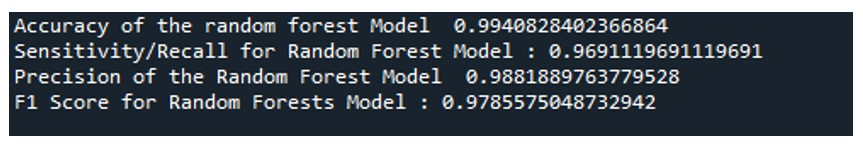 Accuracy of the random forest Model  0.9940828402366864
Sensitivity/Recall for Random Forest Model : 0.9691119691119691
Precision of the Random Forest Model  0.9881889763779528
F1 Score for Random Forests Model : 0.9785575048732942